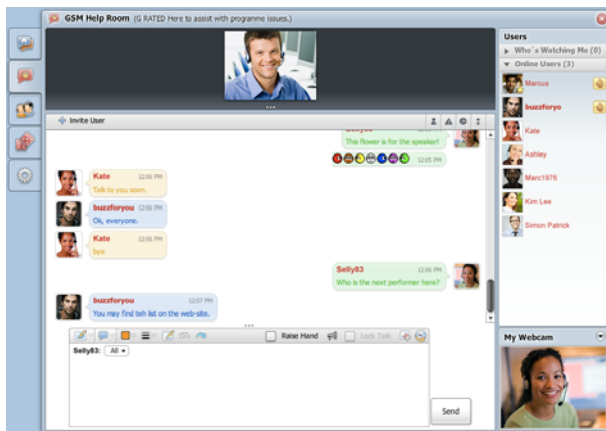 GSM Help Room (G RATED Here to assist with programme issues.)
Invite User
This flower is for the speaker!
12:05 PM
Kate 12:06 PM
Talk to you soon.
buzzforyou 12:06 PM
Ok, everyone.
Kate 12:06 PM
bye
Selly83 12:06 PM
Who is the next performer here?
buzzforyou 12:07 PM
You may find teh list on the web-site.
Raise Hand
Lock Talk
Selly83: All
Send
Users
Who´s Watching Me (0)
Online Users (3)
Marcus
buzzforyo
Kate
Ashley
Marc1976
Kim Lee
Simon Patrick
My Webcam